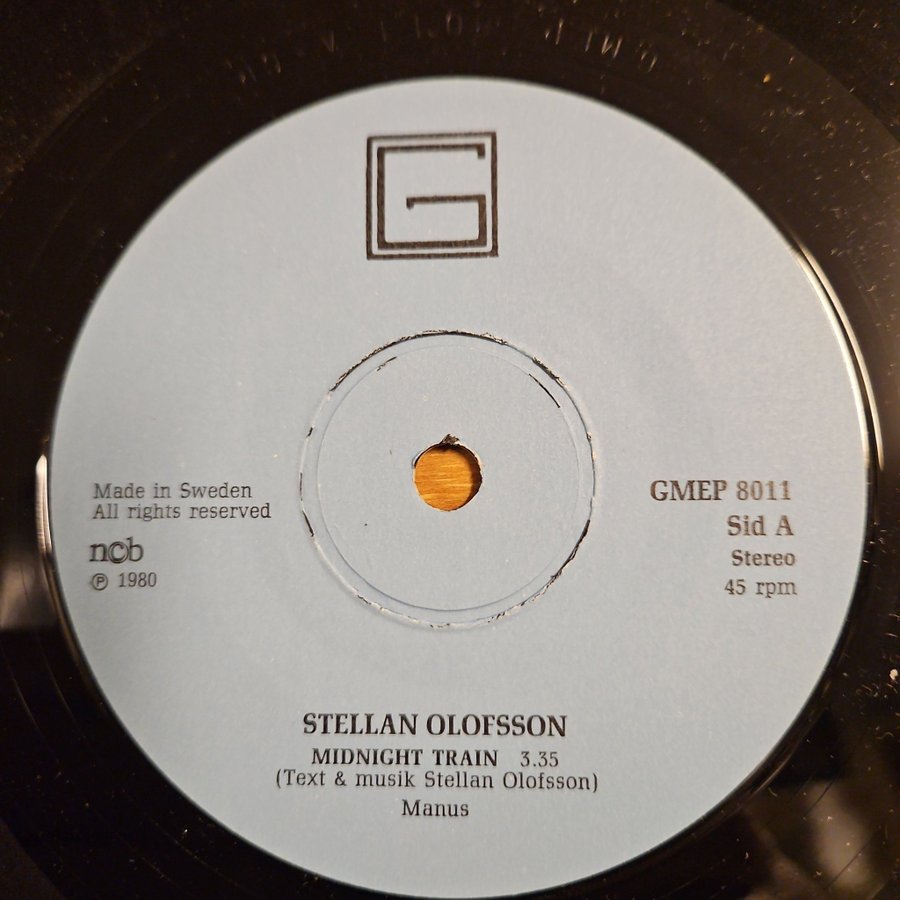 G
Made in Sweden
All rights reserved
ncb
℗ 1980
GMEP 8011
Sid A
Stereo
45 rpm
STELLAN OLOFSSON
MIDNIGHT TRAIN 3.35
(Text & musik Stellan Olofsson)
Manus